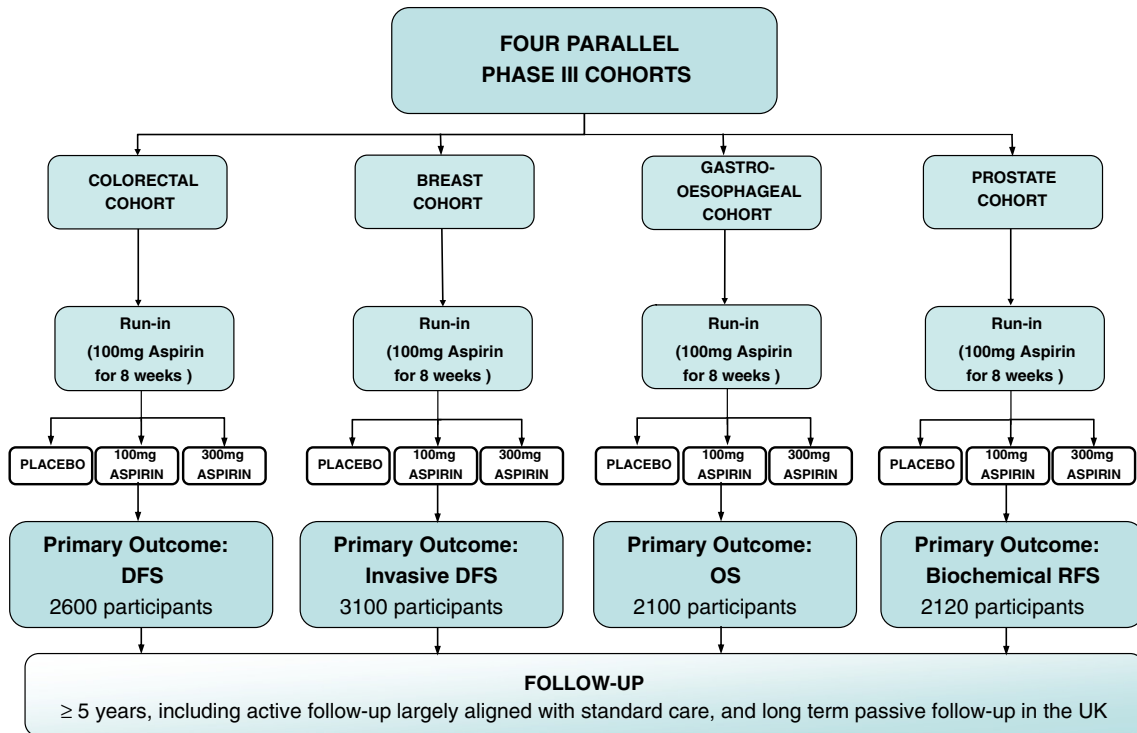 FOUR PARALLEL
PHASE III COHORTS
COLORECTAL
COHORT
BREAST
COHORT
GASTRO-
OESOPHAGEAL
COHORT
PROSTATE
COHORT
Run-in
(100mg Aspirin
for 8 weeks )
Run-in
(100mg Aspirin
for 8 weeks )
Run-in
(100mg Aspirin
for 8 weeks )
Run-in
(100mg Aspirin
for 8 weeks )
PLACEBO
100mg
ASPIRIN
300mg
ASPIRIN
PLACEBO
100mg
ASPIRIN
300mg
ASPIRIN
PLACEBO
100mg
ASPIRIN
300mg
ASPIRIN
PLACEBO
100mg
ASPIRIN
300mg
ASPIRIN
Primary Outcome:
DFS
2600 participants
Primary Outcome:
Invasive DFS
3100 participants
Primary Outcome:
OS
2100 participants
Primary Outcome:
Biochemical RFS
2120 participants
FOLLOW-UP
≥ 5 years, including active follow-up largely aligned with standard care, and long term passive follow-up in the UK